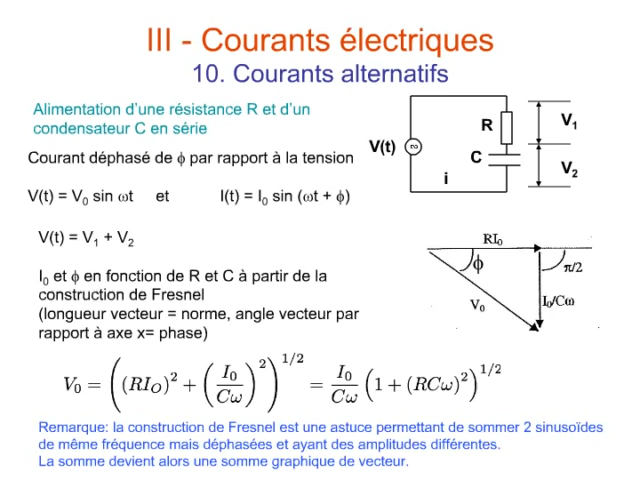 III - Courants électriques
10. Courants alternatifs
Alimentation d'une résistance R et d'un
condensateur C en série
Courant déphasé de ϕ par rapport à la tension
V(t) = V₀ sin ωt et I(t) = I₀ sin (ωt + ϕ)
V(t)
R
C
i
V₁
V₂
V(t) = V₁ + V₂
I₀ et ϕ en fonction de R et C à partir de la
construction de Fresnel
(longueur vecteur = norme, angle vecteur par
rapport à axe x= phase)
RI₀
ϕ
π/2
V₀
I₀/Cω
V₀ = ((RI_O)² + (I₀/Cω)²)^1/2 = I₀/Cω (1 + (RCω)²)^1/2
Remarque: la construction de Fresnel est une astuce permettant de sommer 2 sinusoïdes
de même fréquence mais déphasées et ayant des amplitudes différentes.
La somme devient alors une somme graphique de vecteur.